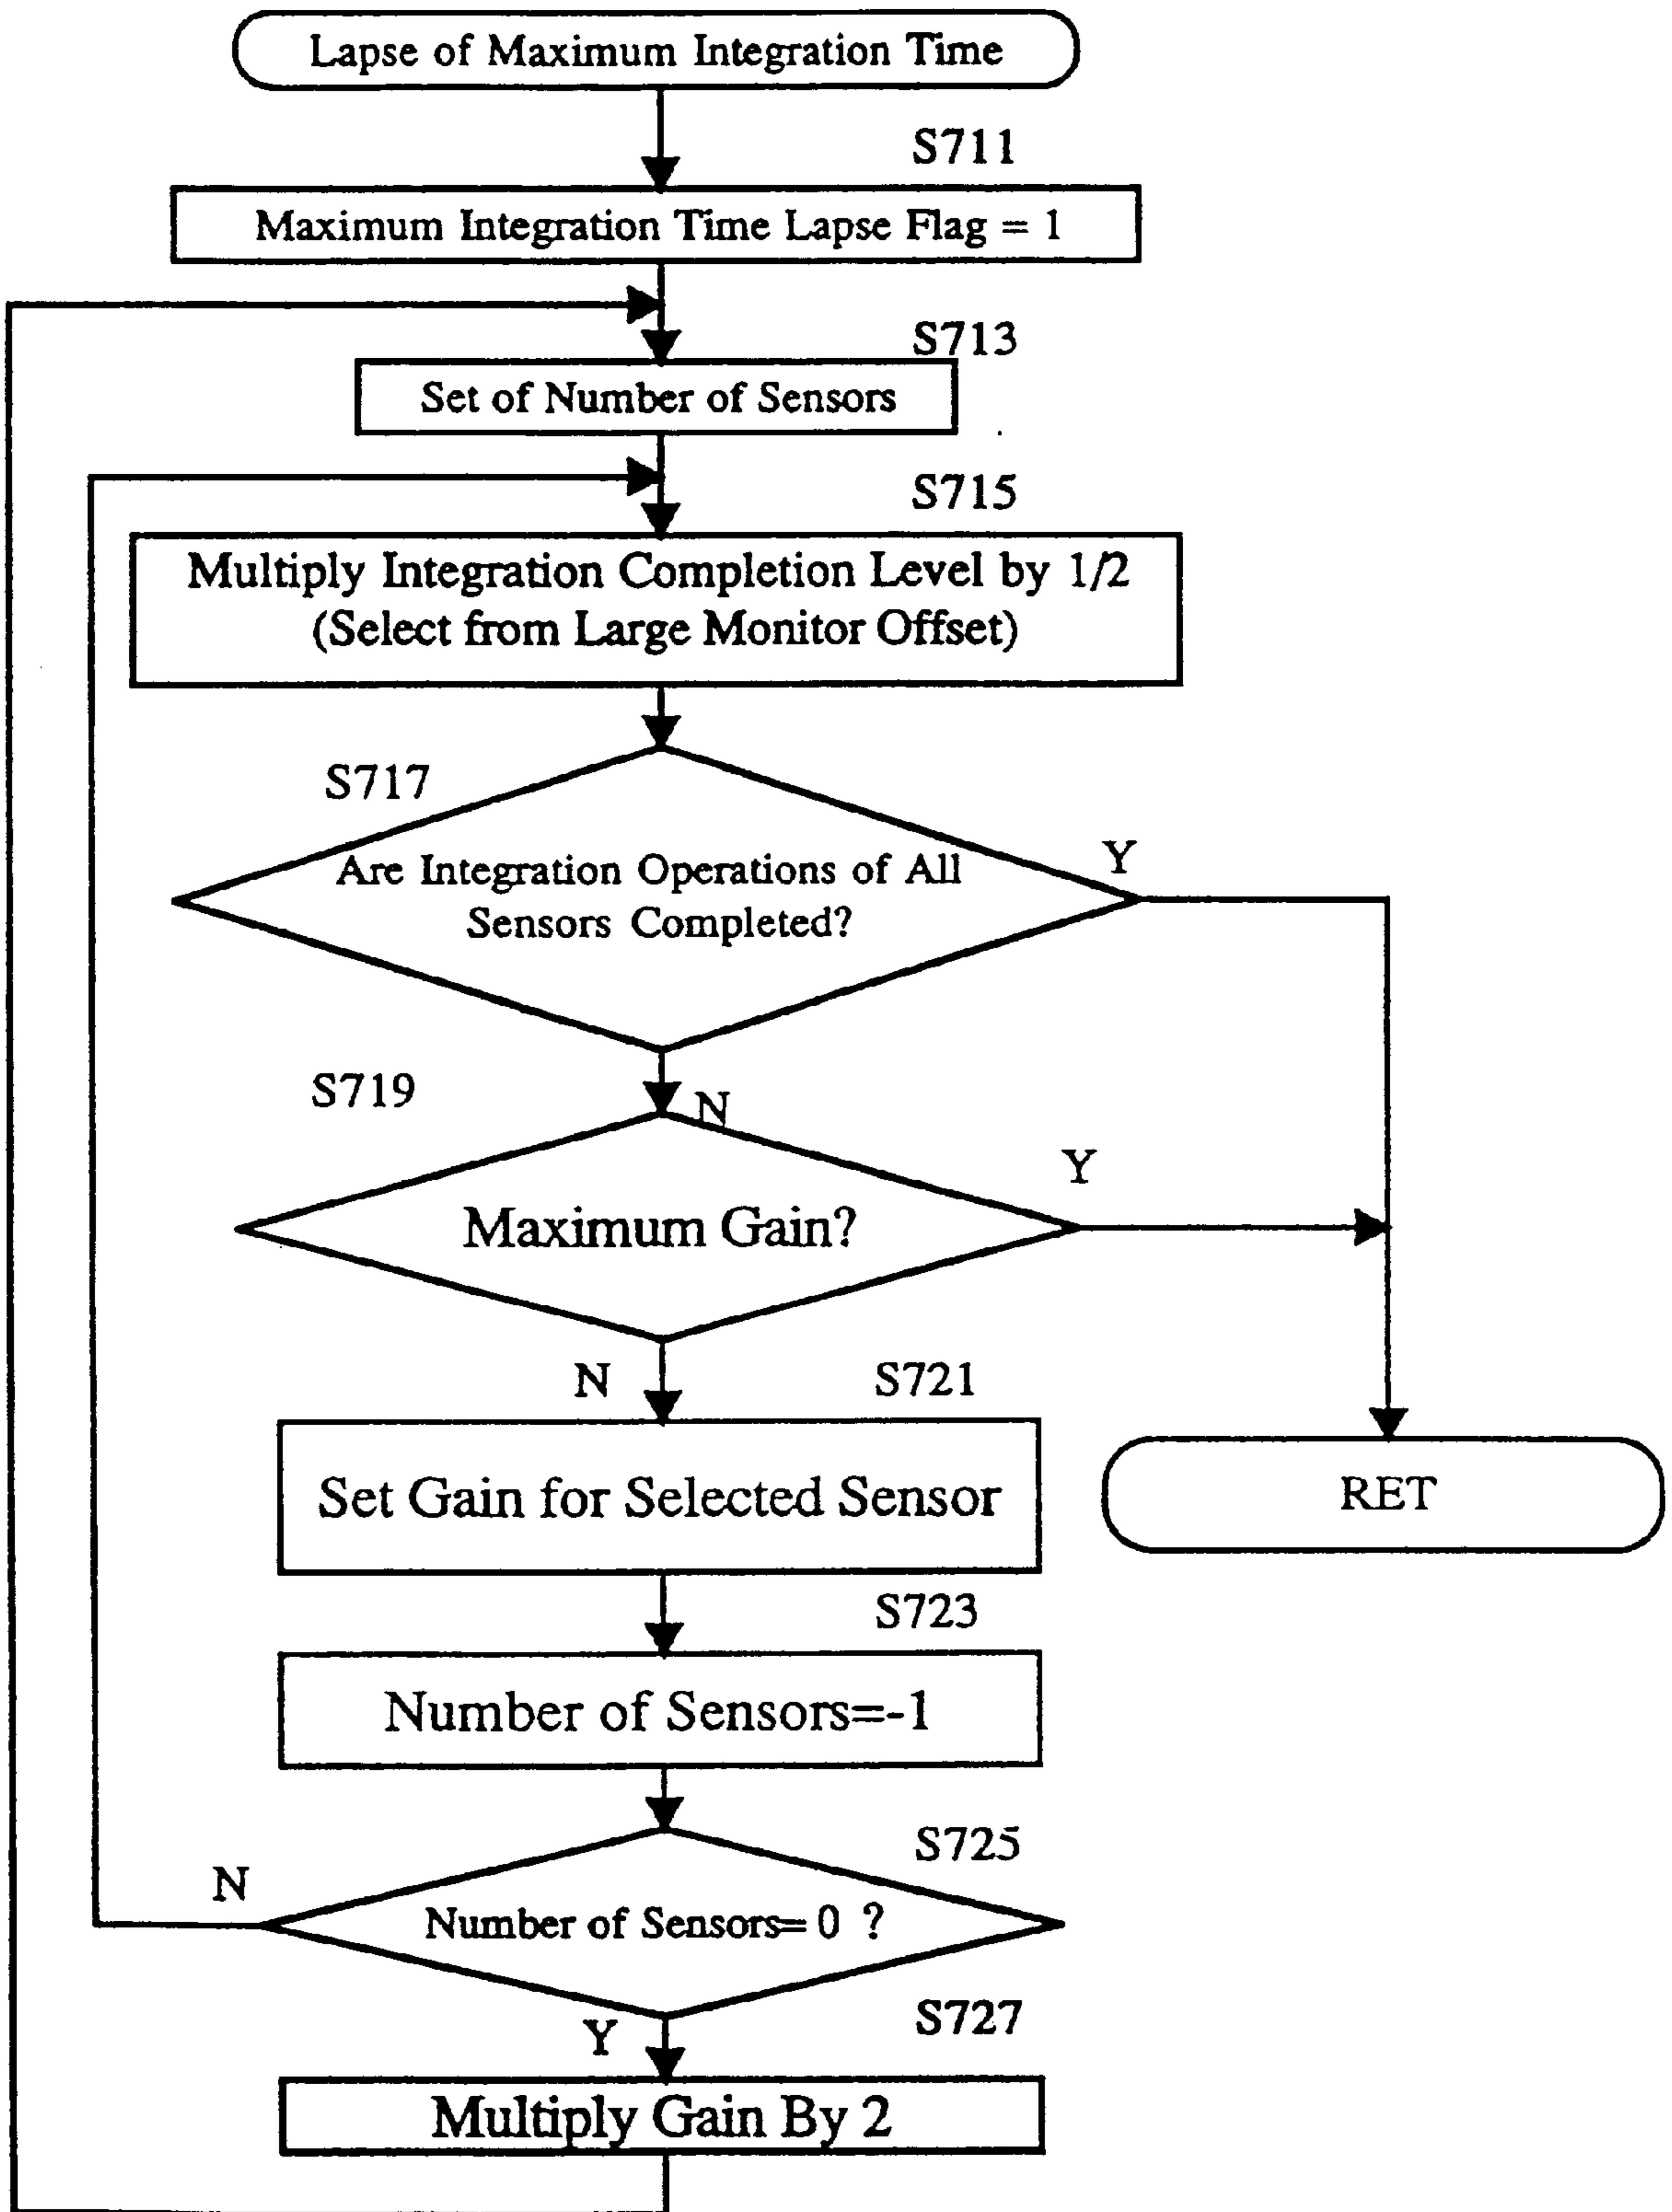 Lapse of Maximum Integration Time
S711
Maximum Integration Time Lapse Flag = 1
S713
Set of Number of Sensors
S715
Multiply Integration Completion Level by 1/2
(Select from Large Monitor Offset)
S717
Y
Are Integration Operations of All
Sensors Completed?
S719
N
Y
Maximum Gain?
N
S721
Set Gain for Selected Sensor
RET
S723
Number of Sensors=-1
S725
N
Number of Sensors= 0 ?
S727
Y
Multiply Gain By 2